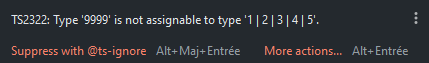 TS2322: Type '9999' is not assignable to type '1 | 2 | 3 | 4 | 5'.
Suppress with @ts-ignore Alt+Maj+Entrée More actions... Alt+Entrée